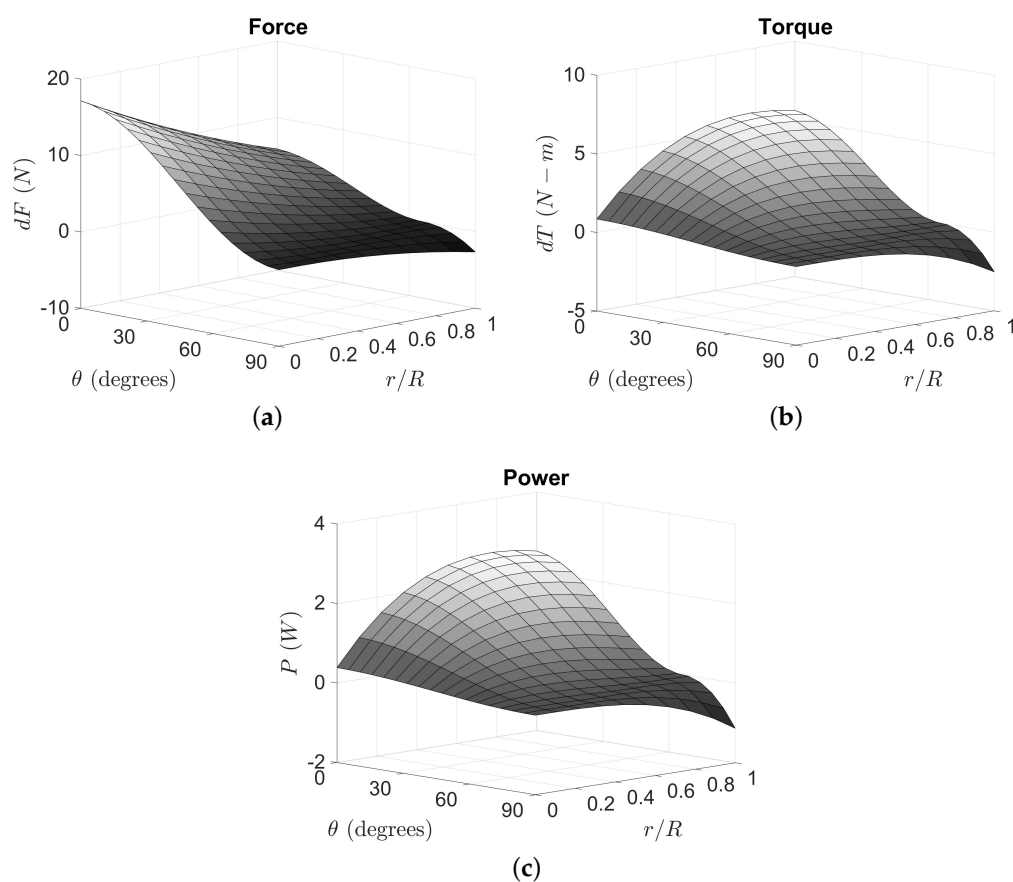 Force
20
10
0
-10
dF (N)
0
30
60
90
θ (degrees)
0
0.2
0.4
0.6
0.8
1
r/R
(a)
Torque
10
5
0
-5
dT (N − m)
0
30
60
90
θ (degrees)
0
0.2
0.4
0.6
0.8
1
r/R
(b)
Power
4
2
0
-2
P (W)
0
30
60
90
θ (degrees)
0
0.2
0.4
0.6
0.8
1
r/R
(c)